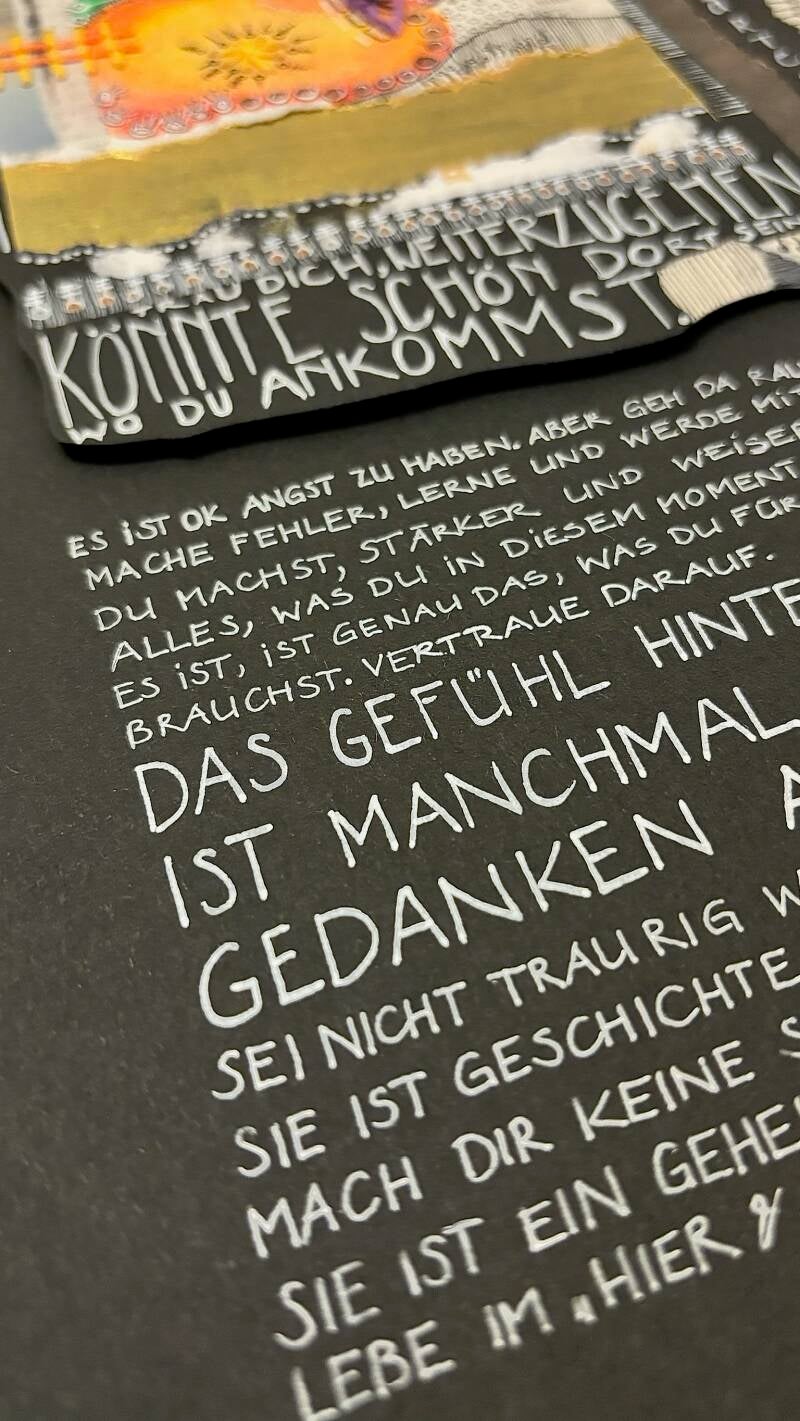 TRAU DICH, WEITERZUGEHEN
KÖNNTE SCHÖN DORT SEIN
WO DU ANKOMMST.
ES IST OK ANGST ZU HABEN. ABER GEH DA
MACHE FEHLER, LERNE UND WERDE
DU MACHST, STÄRKER UND WEISER
ALLES, WAS DU IN DIESEM MOMENT
ES IST, IST GENAU DAS, WAS DU FÜR
BRAUCHST. VERTRAUE DARAUF.
DAS GEFÜHL
IST MANCHMAL
GEDANKEN
SEI NICHT TRAURIG
SIE IST GESCHICHTE
MACH DIR KEINE
SIE IST EIN
LEBE IM „HIER &